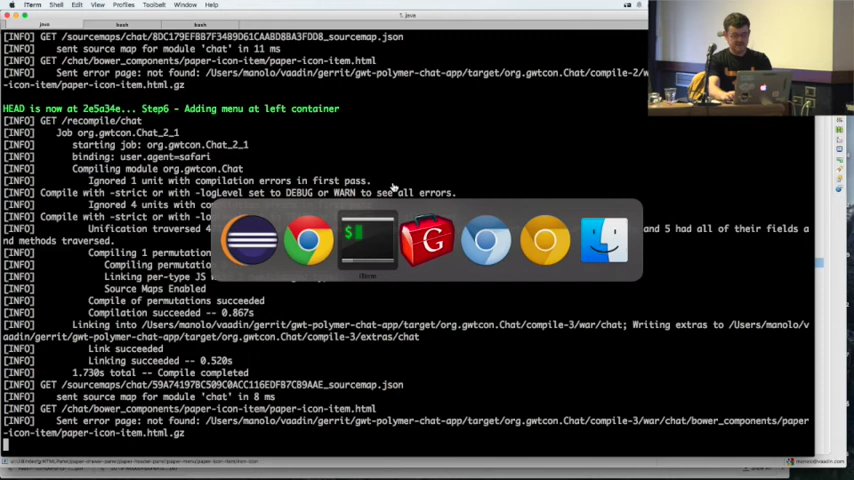 iTerm Shell Edit View Profiles Toolbelt Window Help
1. java
java bash bash
[INFO] GET /sourcemaps/chat/8DC179EFBB7F34B9D61CAABD8BA3FDD8_sourcemap.json
[INFO] sent source map for module 'chat' in 11 ms
[INFO] GET /chat/bower_components/paper-icon-item/paper-icon-item.html
[INFO] Sent error page: not found: /Users/manolo/vaadin/gerrit/gwt-polymer-chat-app/target/org.gwtcon.Chat/compile-2/w
-icon-item.html.gz
HEAD is now at 2e5a34e... Step6 - Adding menu at left container
[INFO] GET /recompile/chat
[INFO] Job org.gwtcon.Chat_2_1
[INFO] starting job: org.gwtcon.Chat_2_1
[INFO] binding: user.agent=safari
[INFO] Compiling module org.gwtcon.Chat
[INFO] Ignored 1 unit with compilation errors in first pass.
[INFO] Compile with -strict or with -logLevel set to DEBUG or WARN to see all errors.
[INFO] Ignored 4 units with
[INFO] Compile with -strict or with -lo
[INFO] Unification traversed 4 and 5 had all of their fields a
nd methods traversed.
[INFO] Compiling 1 permutation
[INFO] Compiling permutatio
[INFO] Linking per-type JS
[INFO] Source Maps Enabled
[INFO] Compile of permutations succeeded
[INFO] Compilation succeeded -- 0.867s
[INFO] Linking into /Users/manolo/vaadin/gerrit/gwt-polymer-chat-app/target/org.gwtcon.Chat/compile-3/war/chat; Writing extras to /Users/manolo/v
aadin/gerrit/gwt-polymer-chat-app/target/org.gwtcon.Chat/compile-3/extras/chat
[INFO] Link succeeded
[INFO] Linking succeeded -- 0.520s
[INFO] 1.730s total -- Compile completed
[INFO] GET /sourcemaps/chat/59A74197BC509C0ACC116EDFB7CB9AAE_sourcemap.json
[INFO] sent source map for module 'chat' in 8 ms
[INFO] GET /chat/bower_components/paper-icon-item/paper-icon-item.html
[INFO] Sent error page: not found: /Users/manolo/vaadin/gerrit/gwt-polymer-chat-app/target/org.gwtcon.Chat/compile-3/war/chat/bower_components/paper
-icon-item/paper-icon-item.html.gz
$
G
iTerm
manolo@vaadin.com